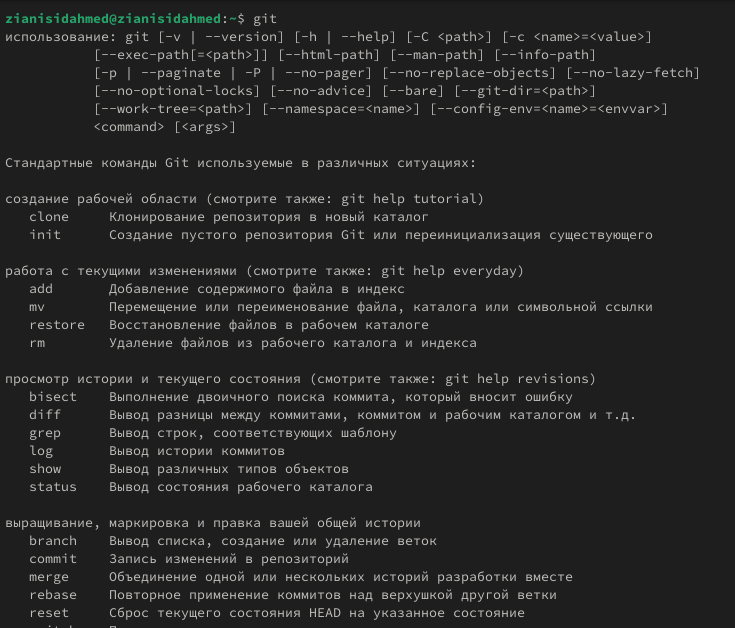 zianisidahmed@zianisidahmed:~$ git
использование: git [-v | --version] [-h | --help] [-C <path>] [-c <name>=<value>]
           [--exec-path[=<path>]] [--html-path] [--man-path] [--info-path]
           [-p | --paginate | -P | --no-pager] [--no-replace-objects] [--no-lazy-fetch]
           [--no-optional-locks] [--no-advice] [--bare] [--git-dir=<path>]
           [--work-tree=<path>] [--namespace=<name>] [--config-env=<name>=<envvar>]
           <command> [<args>]

Стандартные команды Git используемые в различных ситуациях:

создание рабочей области (смотрите также: git help tutorial)
   clone     Клонирование репозитория в новый каталог
   init      Создание пустого репозитория Git или переинициализация существующего

работа с текущими изменениями (смотрите также: git help everyday)
   add       Добавление содержимого файла в индекс
   mv        Перемещение или переименование файла, каталога или символьной ссылки
   restore   Восстановление файлов в рабочем каталоге
   rm        Удаление файлов из рабочего каталога и индекса

просмотр истории и текущего состояния (смотрите также: git help revisions)
   bisect    Выполнение двоичного поиска коммита, который вносит ошибку
   diff      Вывод разницы между коммитами, коммитом и рабочим каталогом и т.д.
   grep      Вывод строк, соответствующих шаблону
   log       Вывод истории коммитов
   show      Вывод различных типов объектов
   status    Вывод состояния рабочего каталога

выращивание, маркировка и правка вашей общей истории
   branch    Вывод списка, создание или удаление веток
   commit    Запись изменений в репозиторий
   merge     Объединение одной или нескольких историй разработки вместе
   rebase    Повторное применение коммитов над верхушкой другой ветки
   reset     Сброс текущего состояния HEAD на указанное состояние